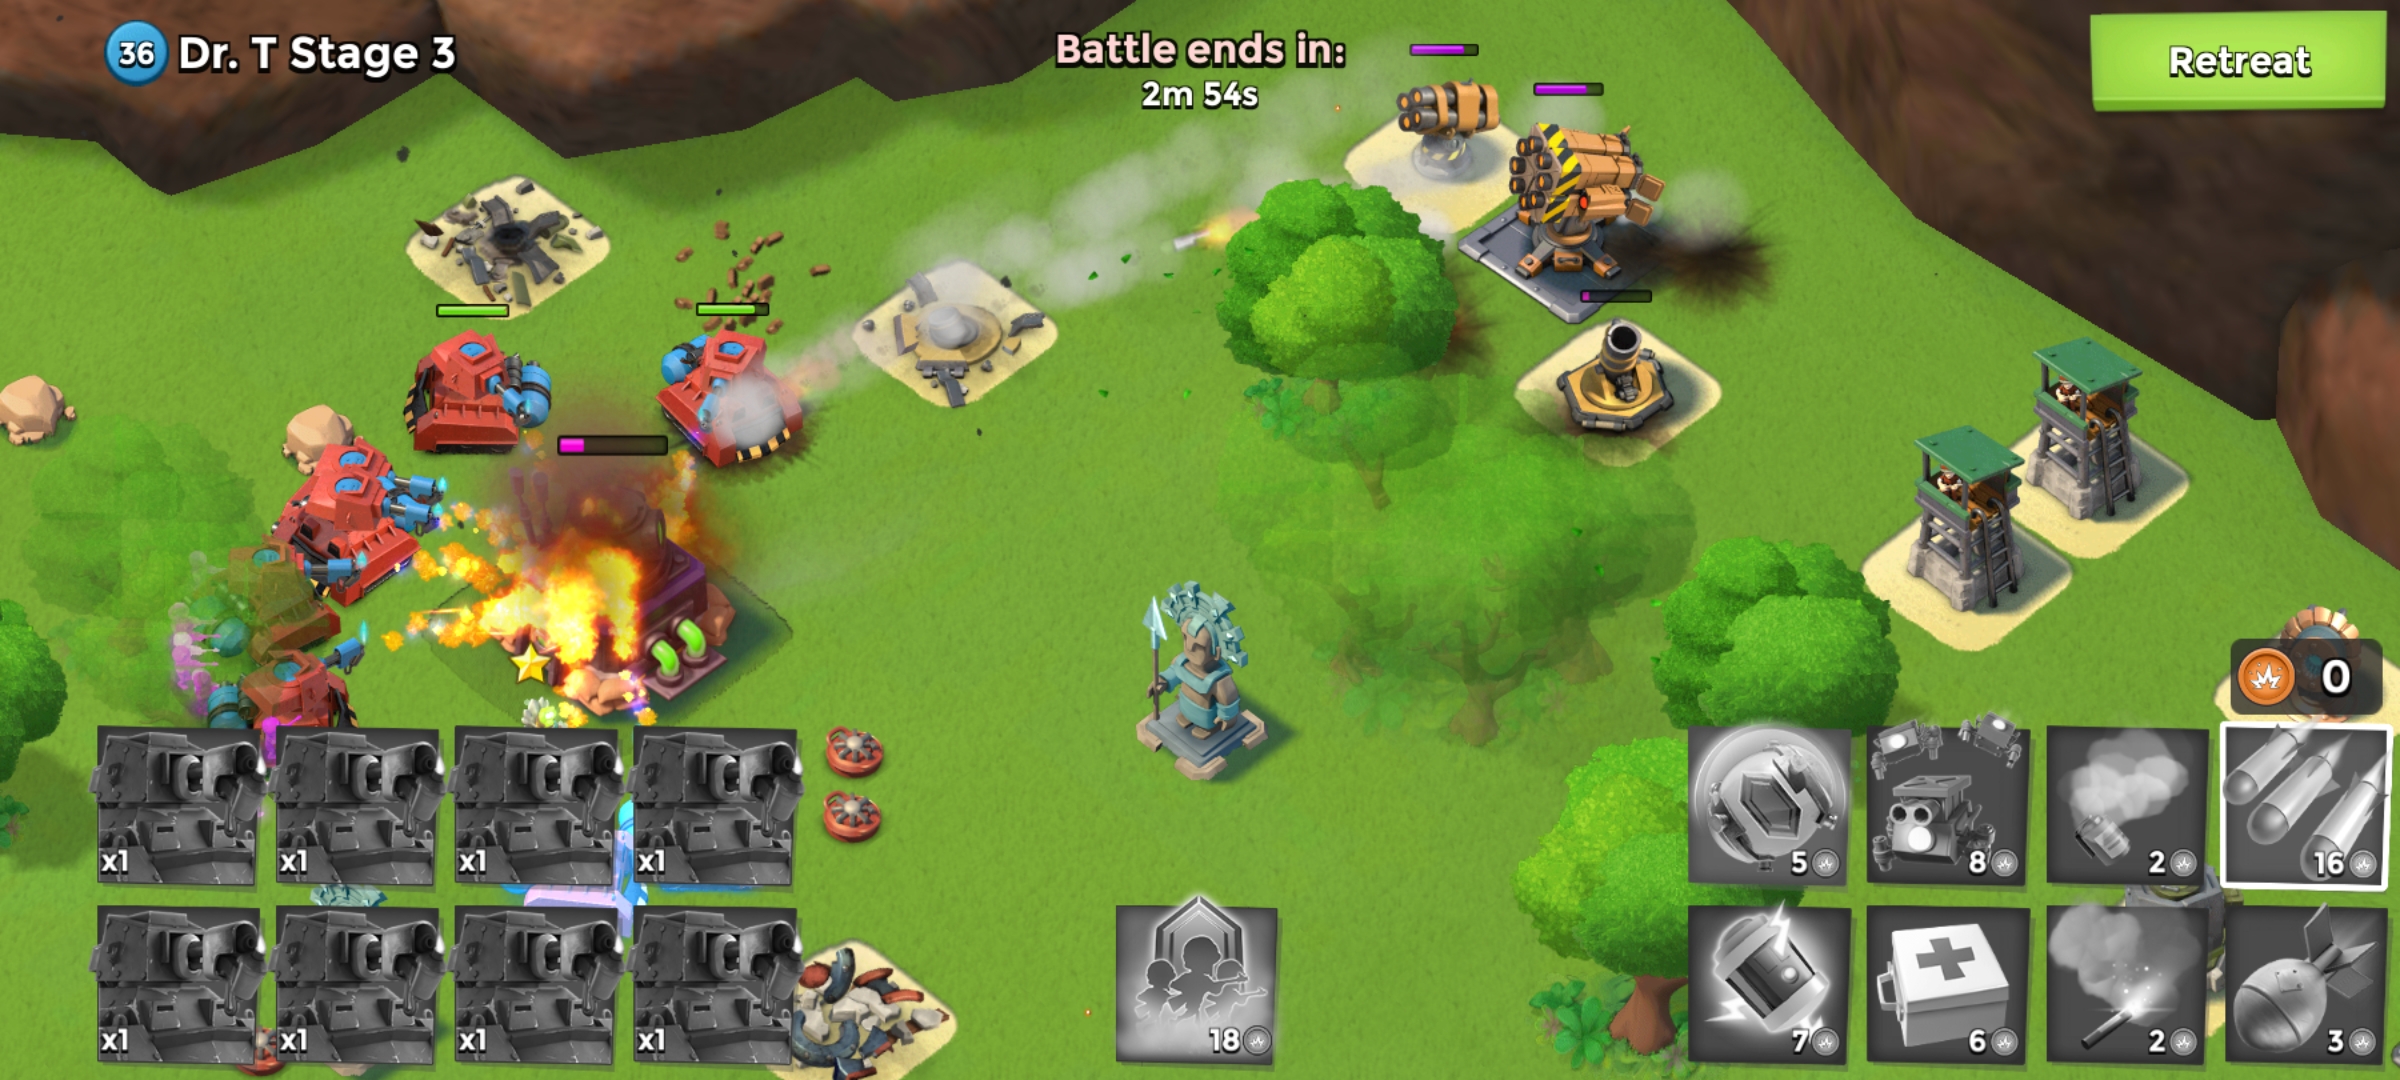 36 Dr. T Stage 3
Battle ends in:
2m 54s
Retreat
0
x1 x1 x1 x1
5 8 2 16
x1 x1 x1 x1
18
7 6 2 3